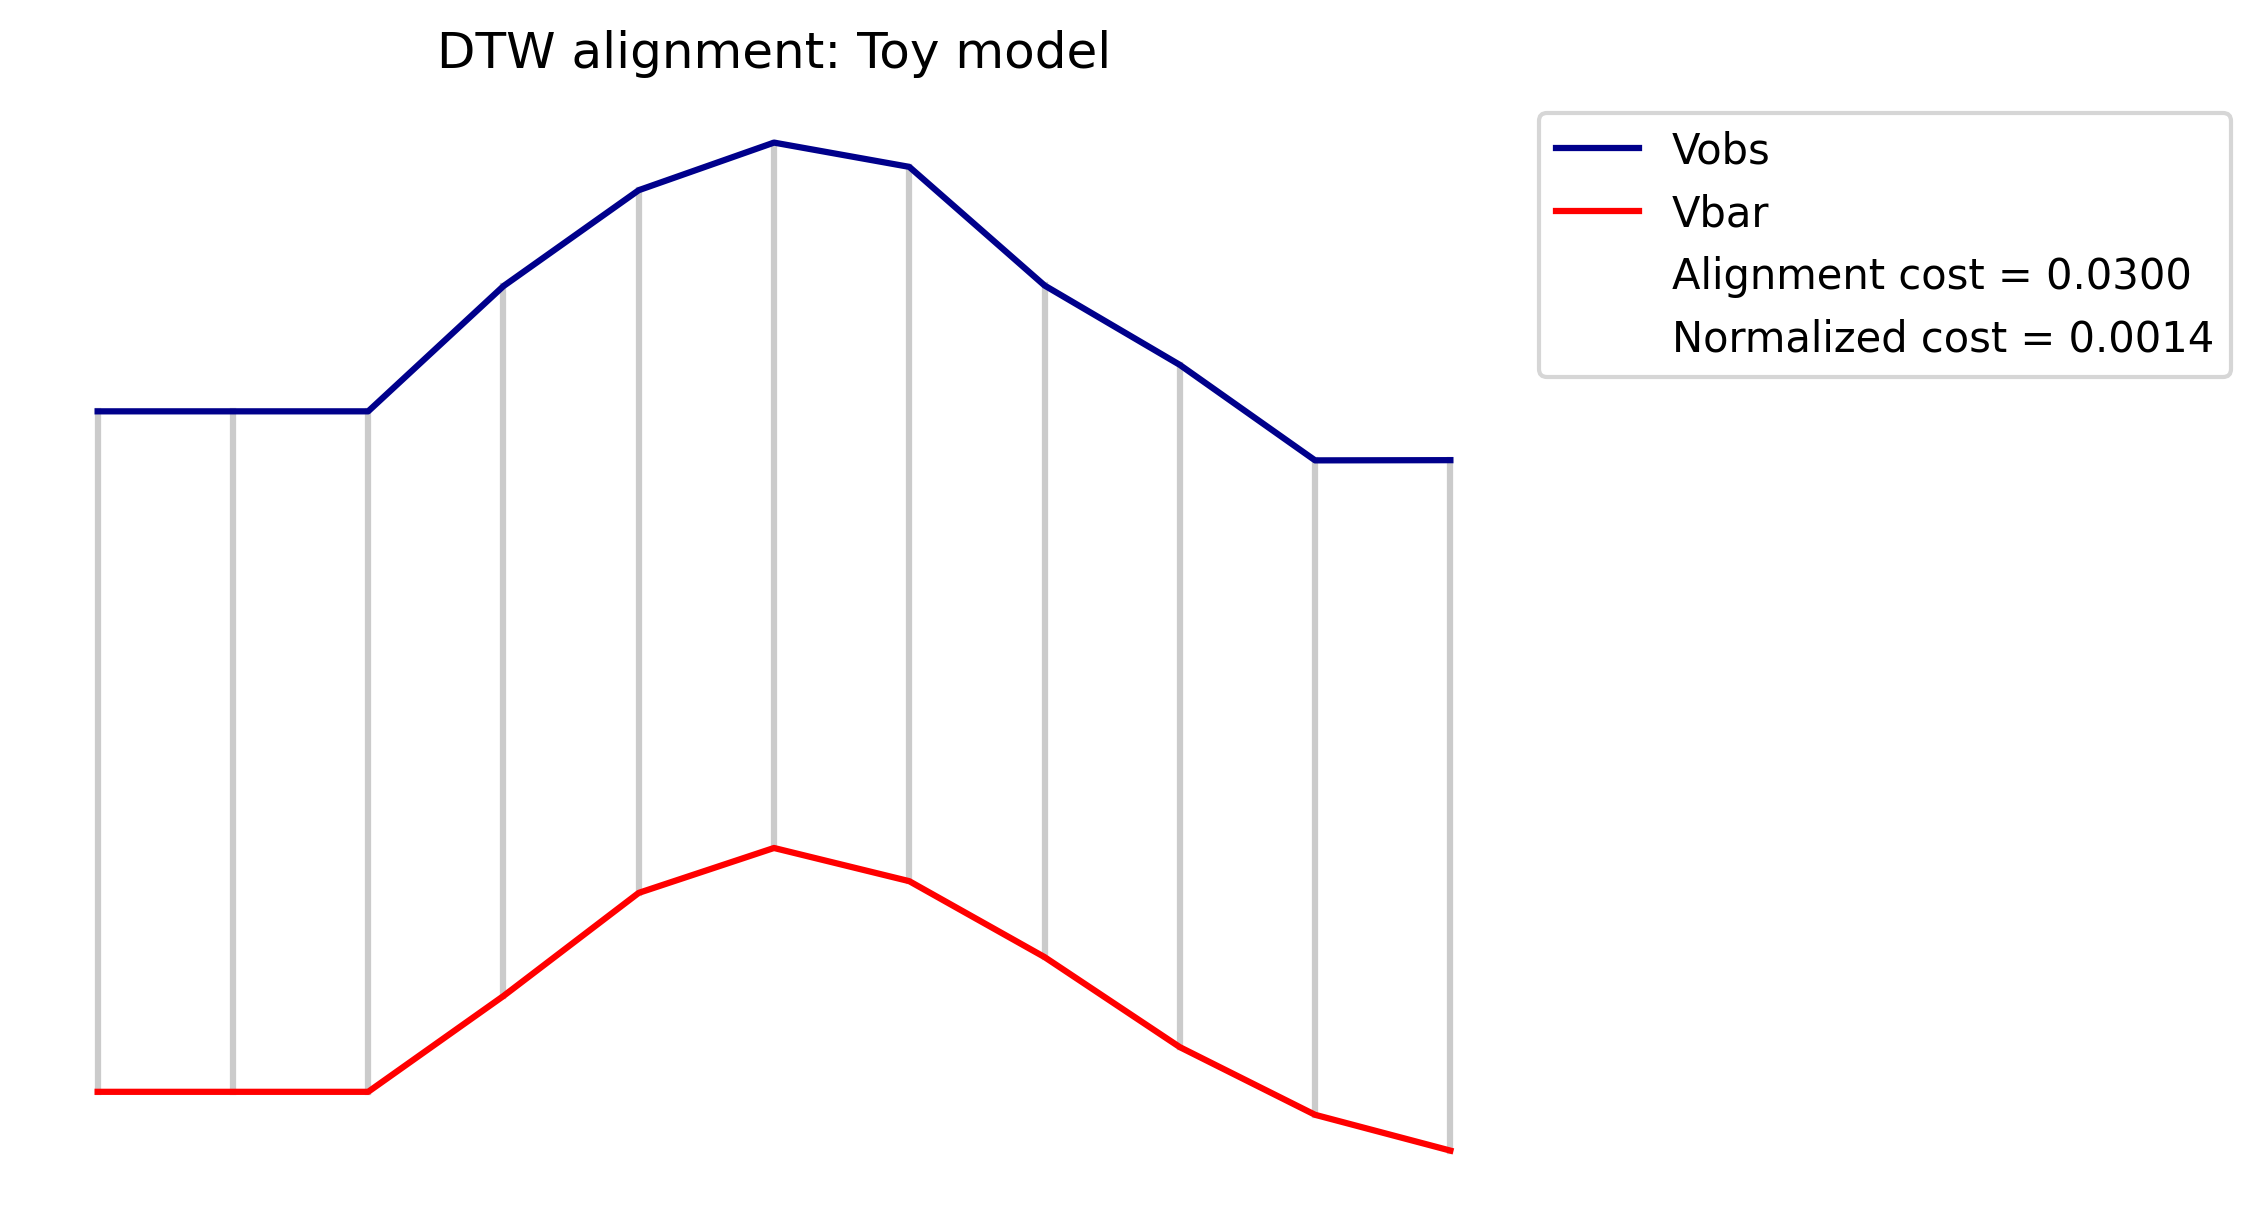 DTW alignment: Toy model
Vobs
Vbar
Alignment cost = 0.0300
Normalized cost = 0.0014